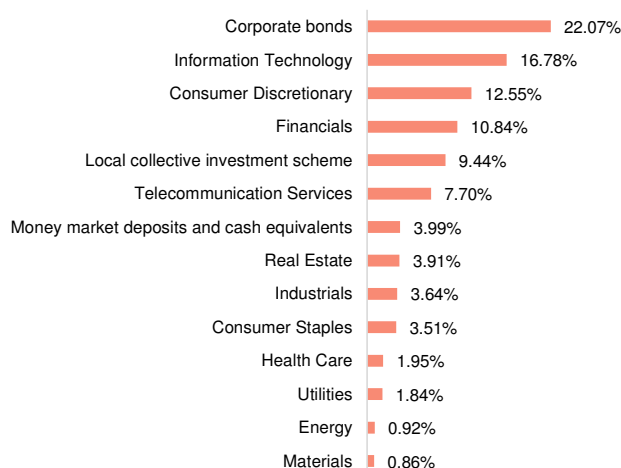 Corporate bonds 22.07%
Information Technology 16.78%
Consumer Discretionary 12.55%
Financials 10.84%
Local collective investment scheme 9.44%
Telecommunication Services 7.70%
Money market deposits and cash equivalents 3.99%
Real Estate 3.91%
Industrials 3.64%
Consumer Staples 3.51%
Health Care 1.95%
Utilities 1.84%
Energy 0.92%
Materials 0.86%